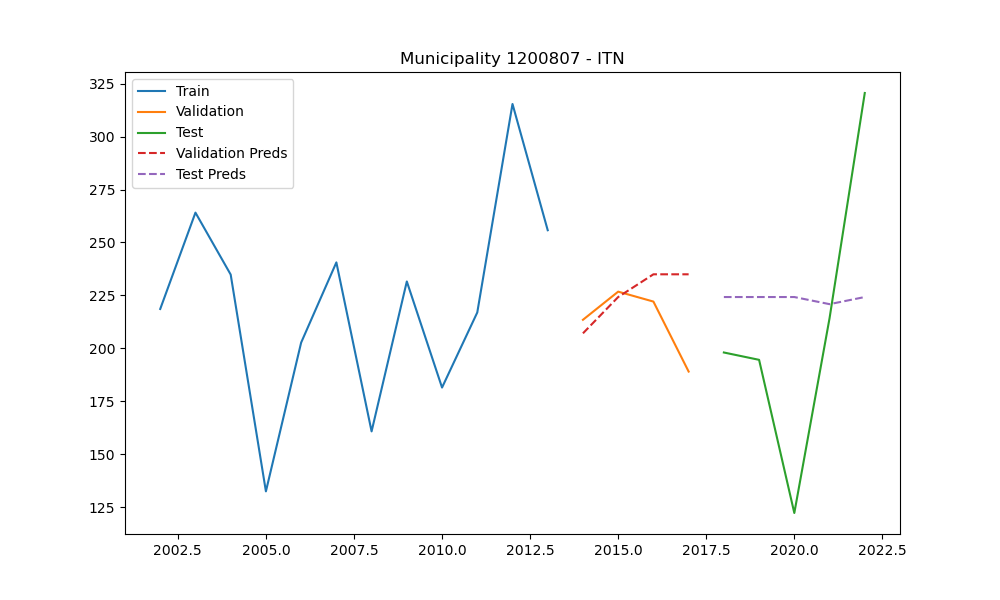 Municipality 1200807 - ITN
Train
Validation
Test
Validation Preds
Test Preds
325
300
275
250
225
200
175
150
125
2002.5 2005.0 2007.5 2010.0 2012.5 2015.0 2017.5 2020.0 2022.5